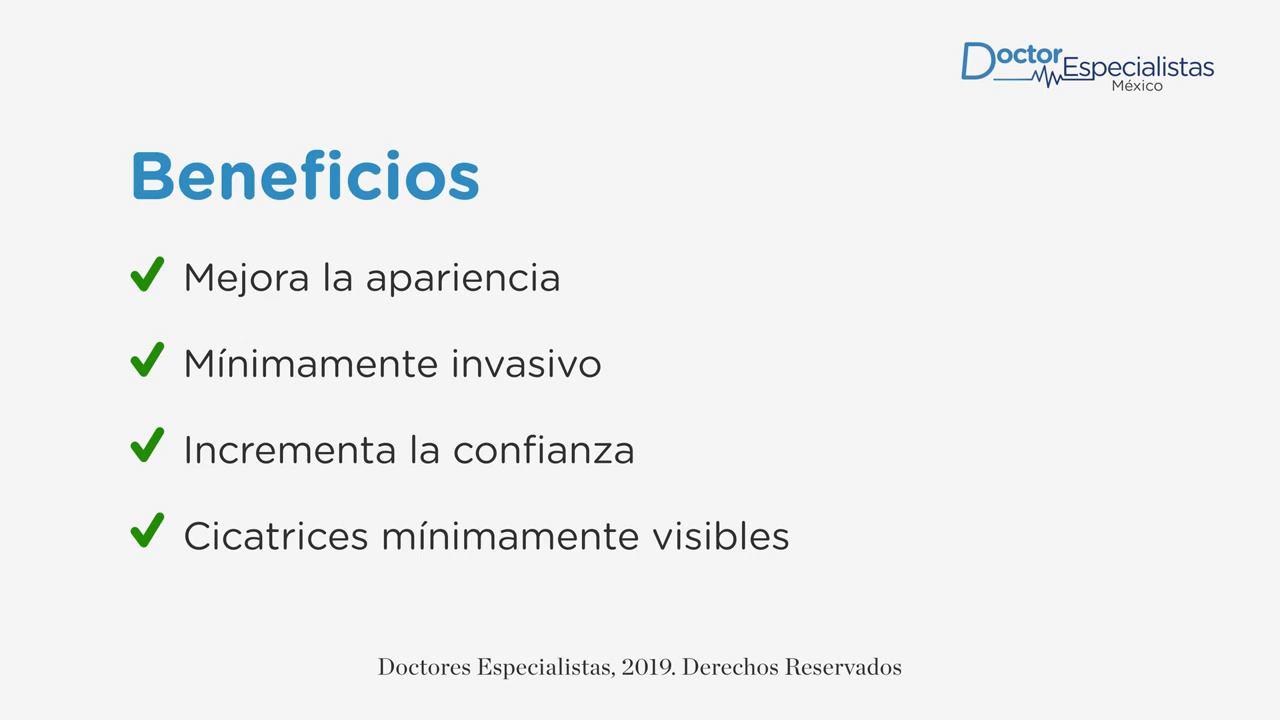 Doctor Especialistas
México
Beneficios
Mejora la apariencia
Mínimamente invasivo
Incrementa la confianza
Cicatrices mínimamente visibles
Doctores Especialistas, 2019. Derechos Reservados